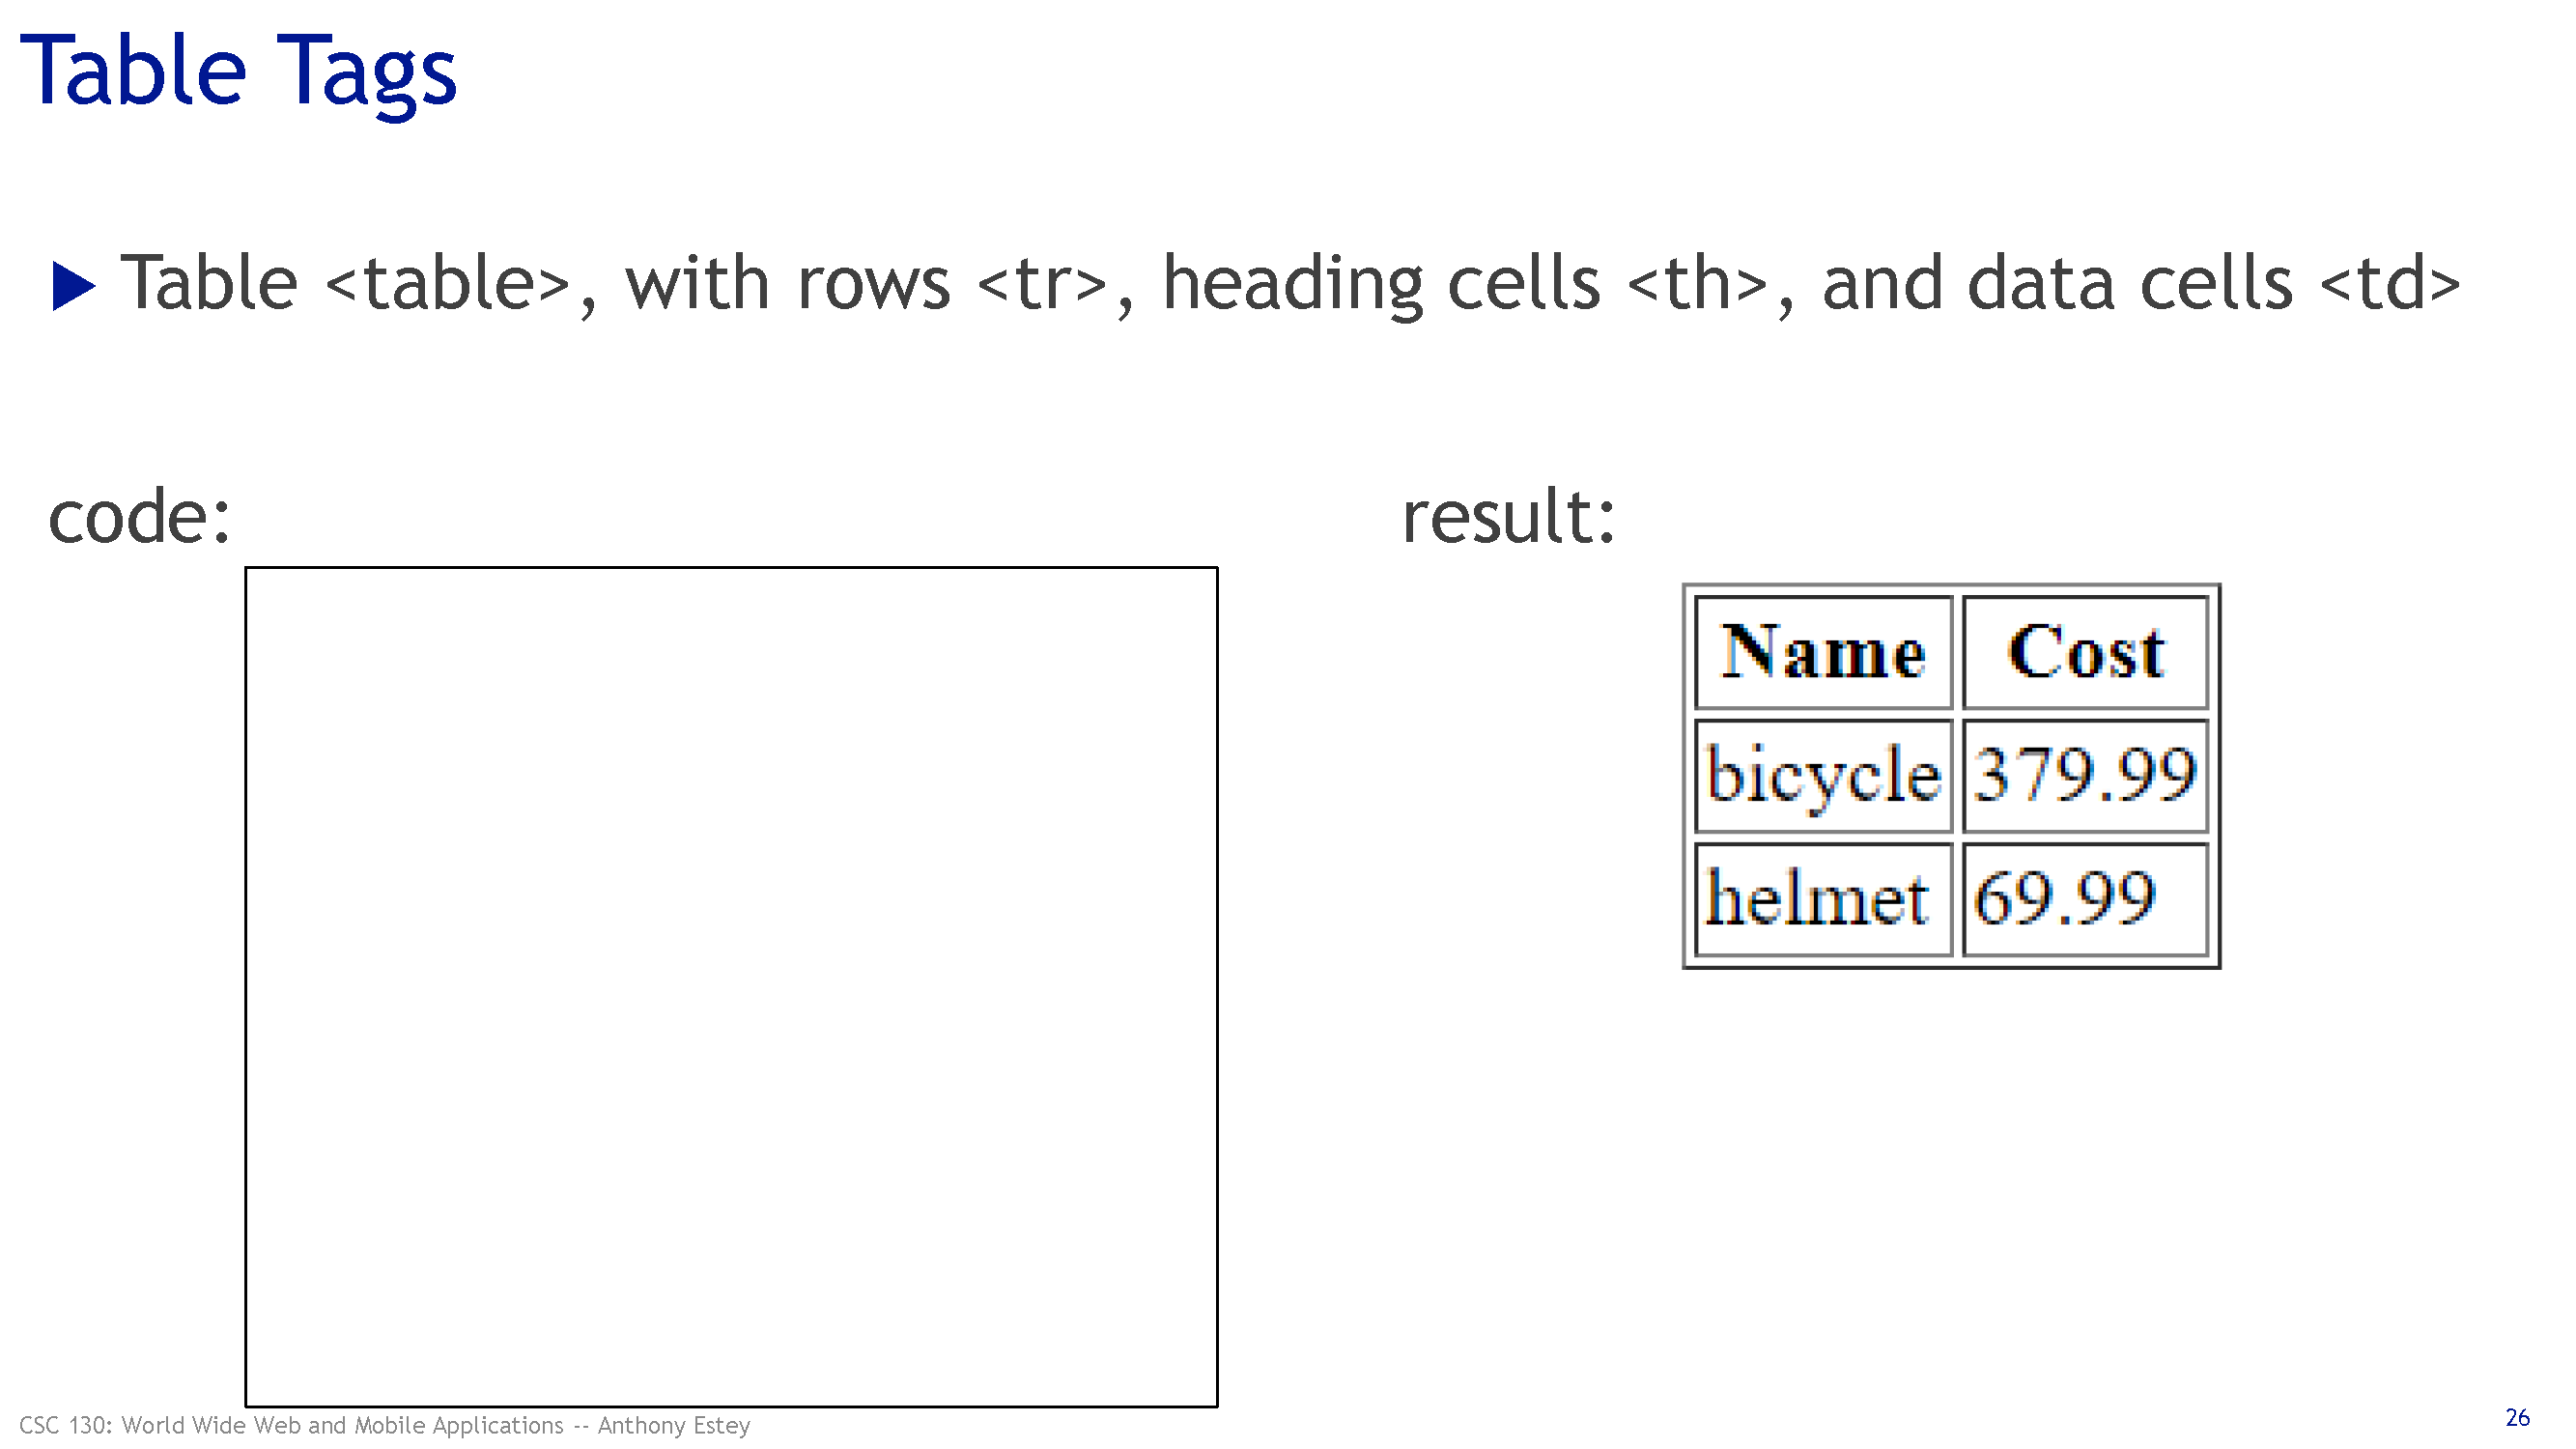 Table Tags
Table <table>, with rows <tr>, heading cells <th>, and data cells <td>
code:
result:
Name Cost
bicycle 379.99
helmet 69.99
CSC 130: World Wide Web and Mobile Applications -- Anthony Estey
26